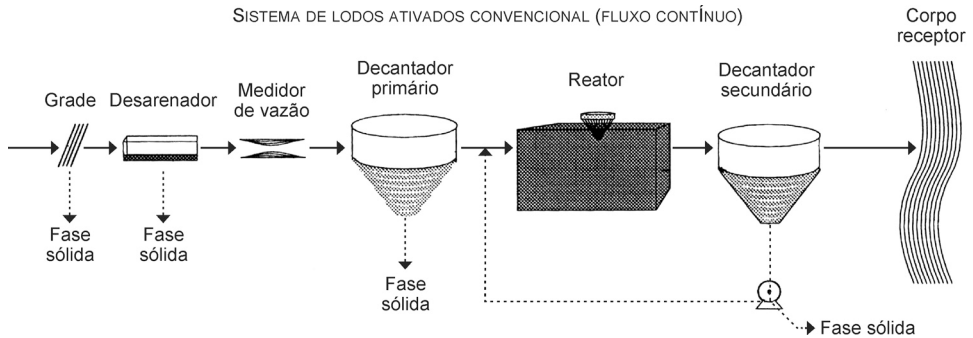 SISTEMA DE LODOS ATIVADOS CONVENCIONAL (FLUXO CONTÍNUO)
Corpo
receptor
Grade
Desarenador
Medidor
de vazão
Decantador
primário
Reator
Decantador
secundário
Fase
sólida
Fase
sólida
Fase
sólida
Fase sólida